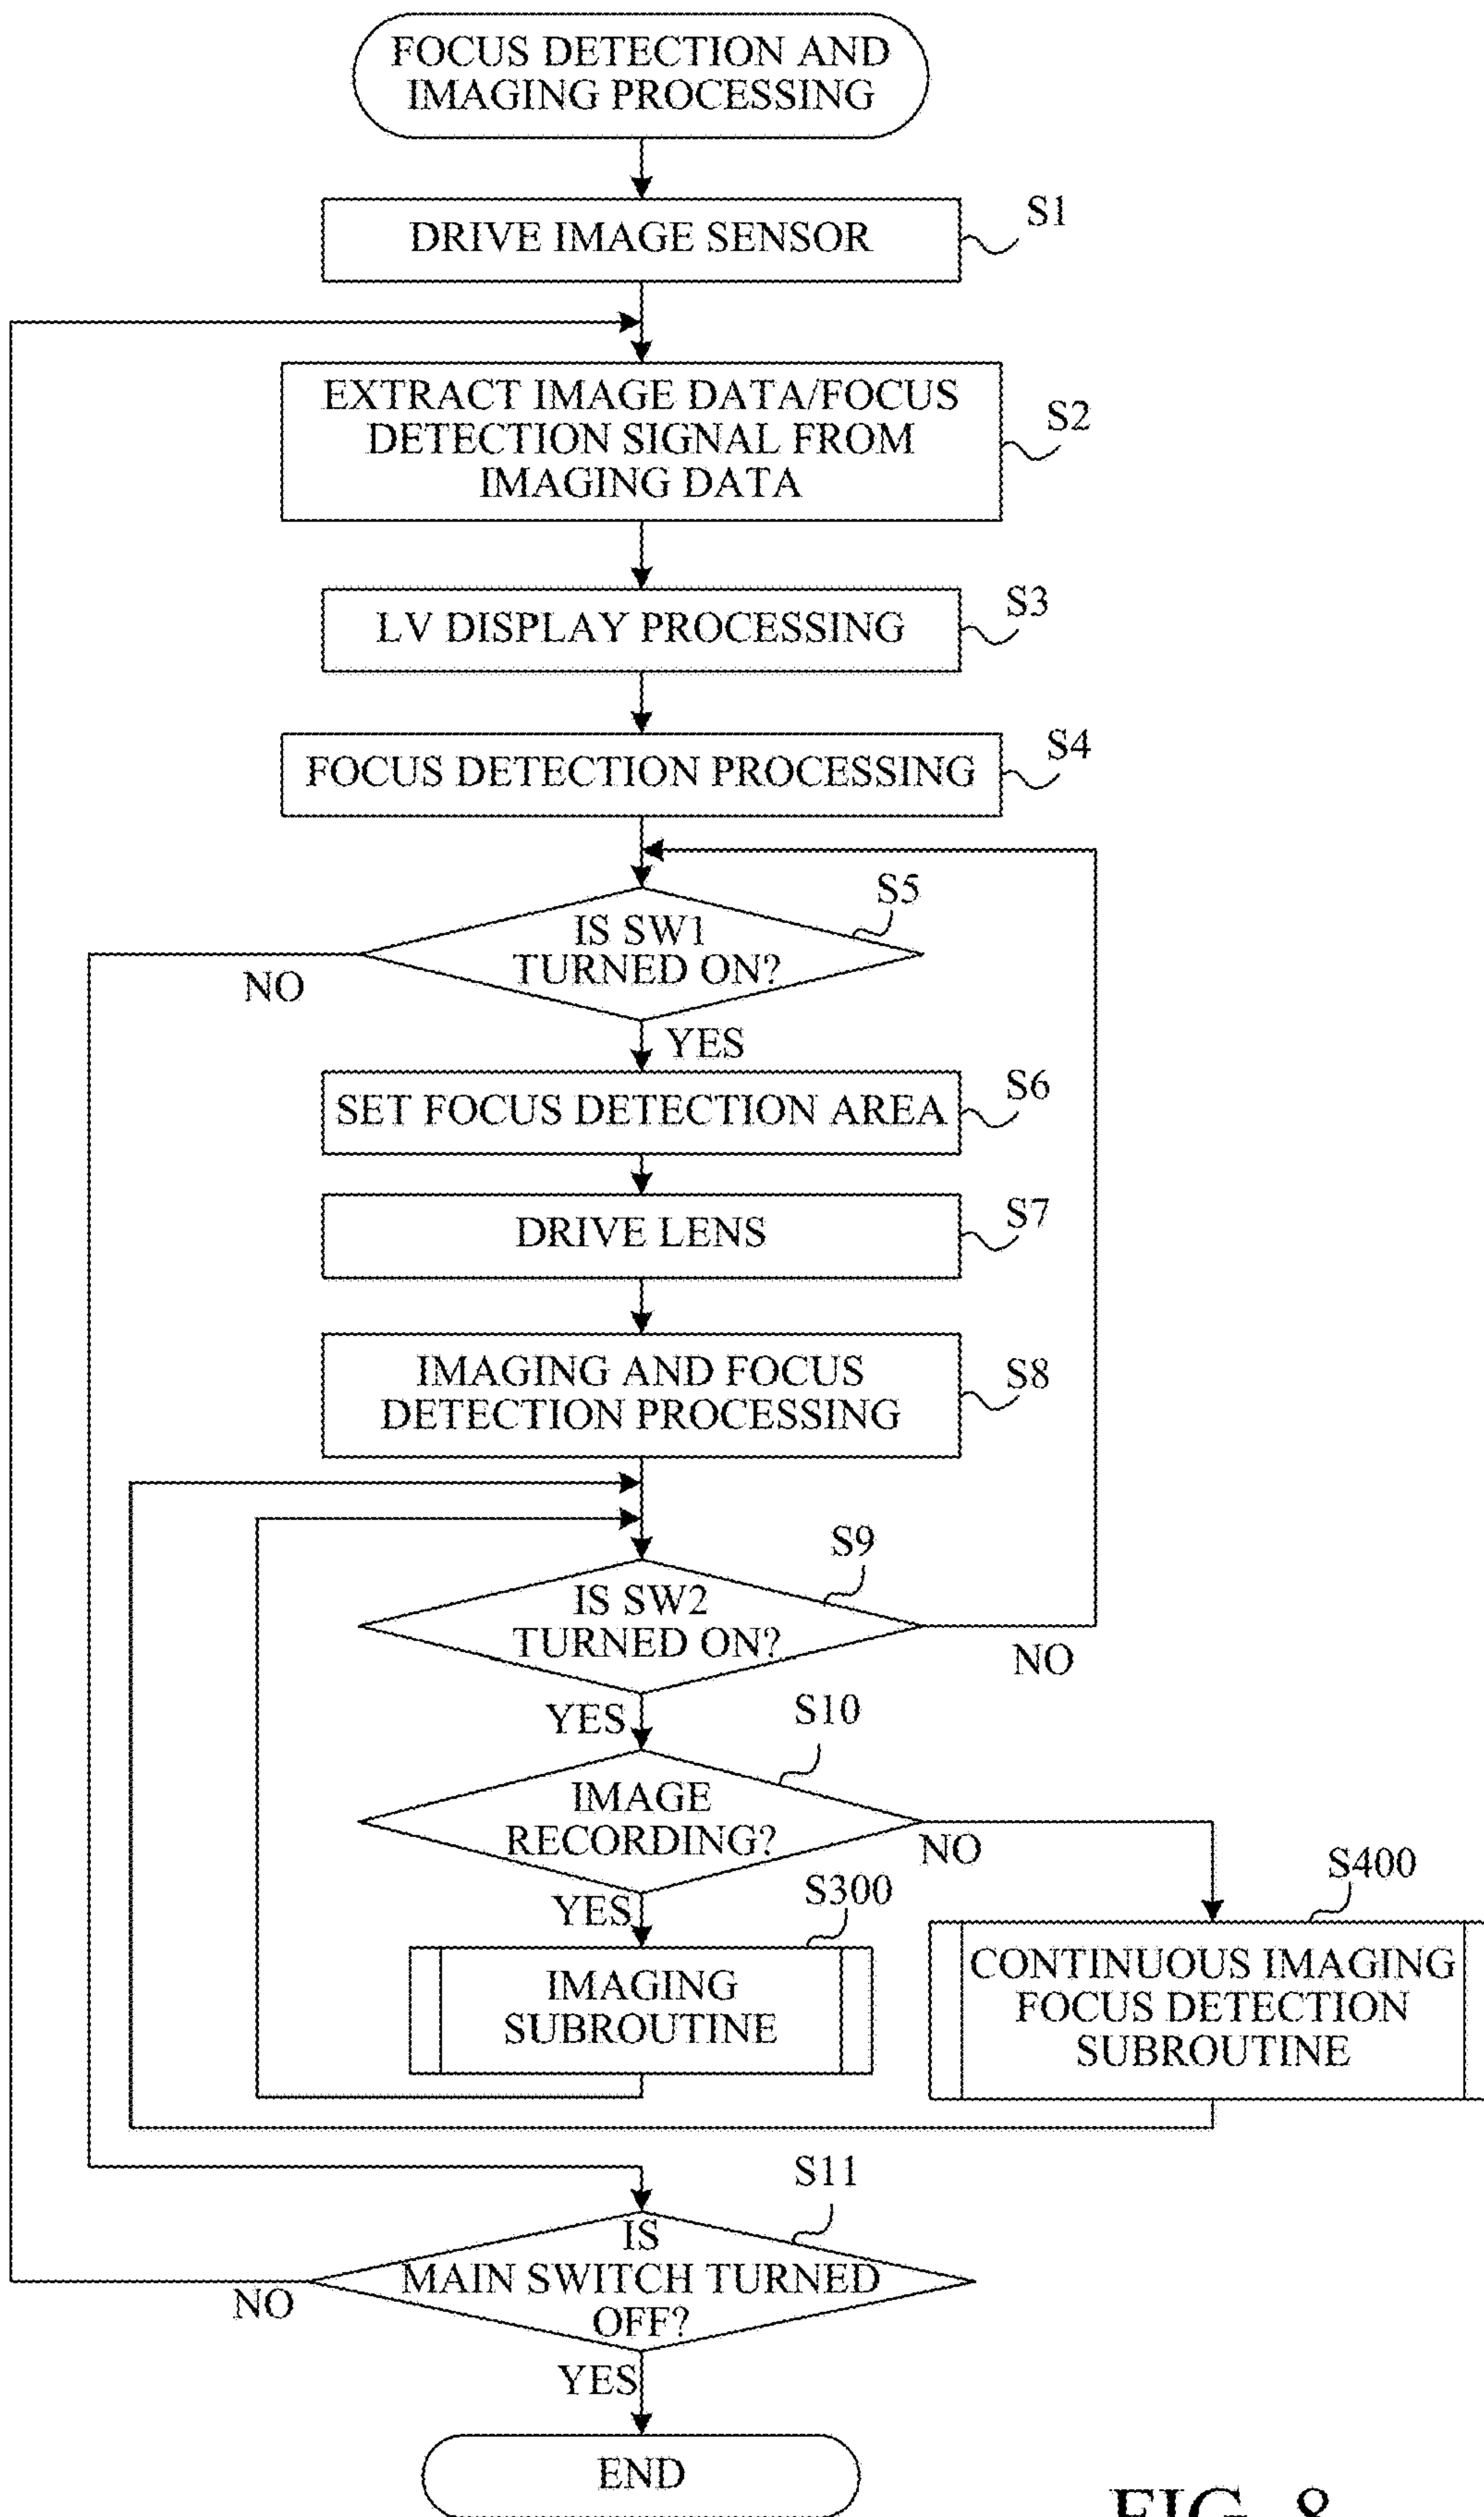 FOCUS DETECTION AND
IMAGING PROCESSING
DRIVE IMAGE SENSOR
S1
EXTRACT IMAGE DATA/FOCUS
DETECTION SIGNAL FROM
IMAGING DATA
S2
LV DISPLAY PROCESSING
S3
FOCUS DETECTION PROCESSING
S4
S5
IS SW1
TURNED ON?
NO
YES
SET FOCUS DETECTION AREA
S6
DRIVE LENS
S7
IMAGING AND FOCUS
DETECTION PROCESSING
S8
S9
IS SW2
TURNED ON?
NO
YES
S10
IMAGE
RECORDING?
NO
YES
S300
IMAGING
SUBROUTINE
S400
CONTINUOUS IMAGING
FOCUS DETECTION
SUBROUTINE
S11
IS
MAIN SWITCH TURNED
OFF?
NO
YES
END
FIG. 8